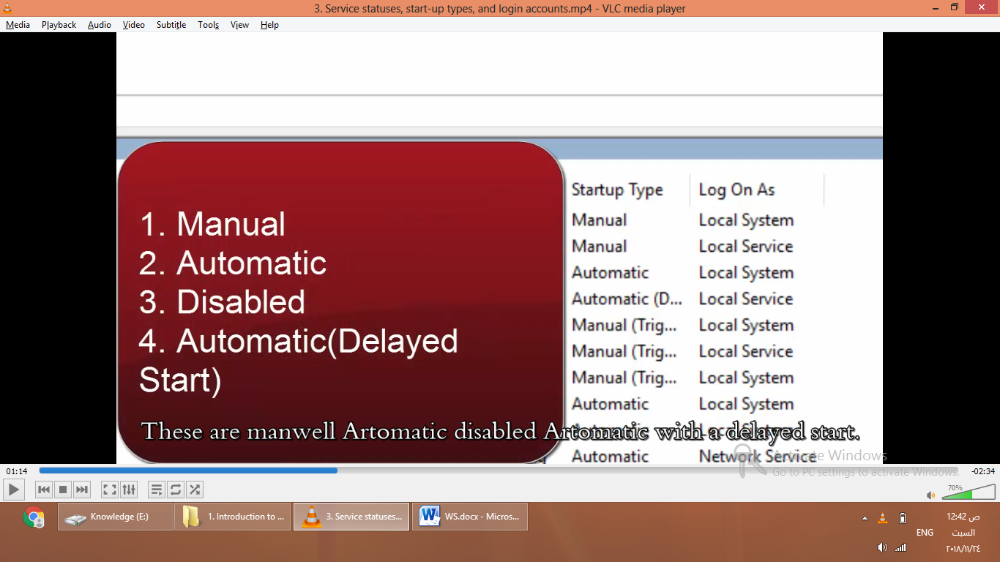 3. Service statuses, start-up types, and login accounts.mp4 - VLC media player
Media Playback Audio Video Subtitle Tools View Help
Startup Type Log On As
Manual Local System
Manual Local Service
Automatic Local System
Automatic (D... Local Service
Manual (Trig... Local System
Manual (Trig... Local Service
Manual (Trig... Local System
Automatic Local System
Automatic Network Service
1. Manual
2. Automatic
3. Disabled
4. Automatic(Delayed
Start)
These are manwell Artomatic disabled Artomatic with a delayed start.
Activate Windows
Go to PC settings to activate Windows.
01:14 -02:34
70%
Knowledge (E:) 1. Introduction to ... 3. Service statuses... WS.docx - Micros...
ENG
12:42 ص
السبت
٢٠١٨/١١/٢٤